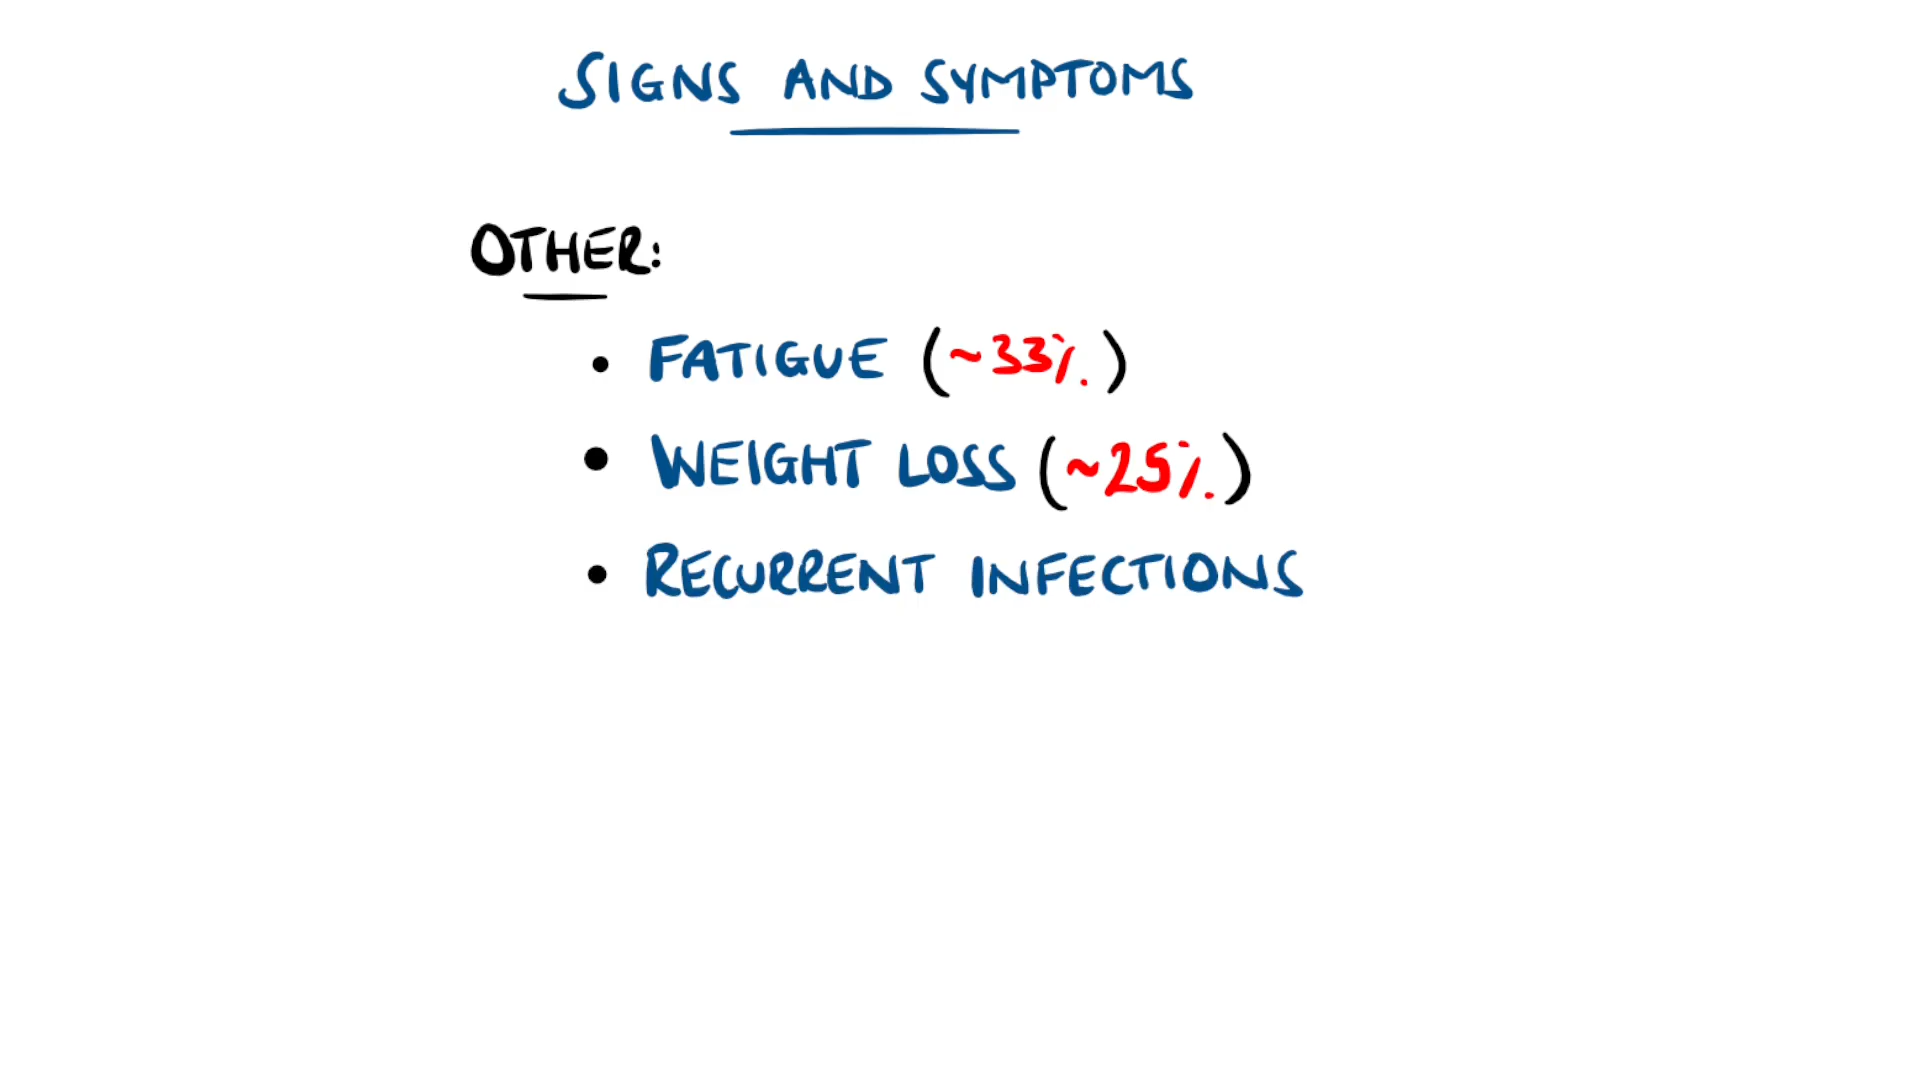 SIGNS AND SYMPTOMS
OTHER:
• FATIGUE (~33%)
• WEIGHT LOSS (~25%)
• RECURRENT INFECTIONS